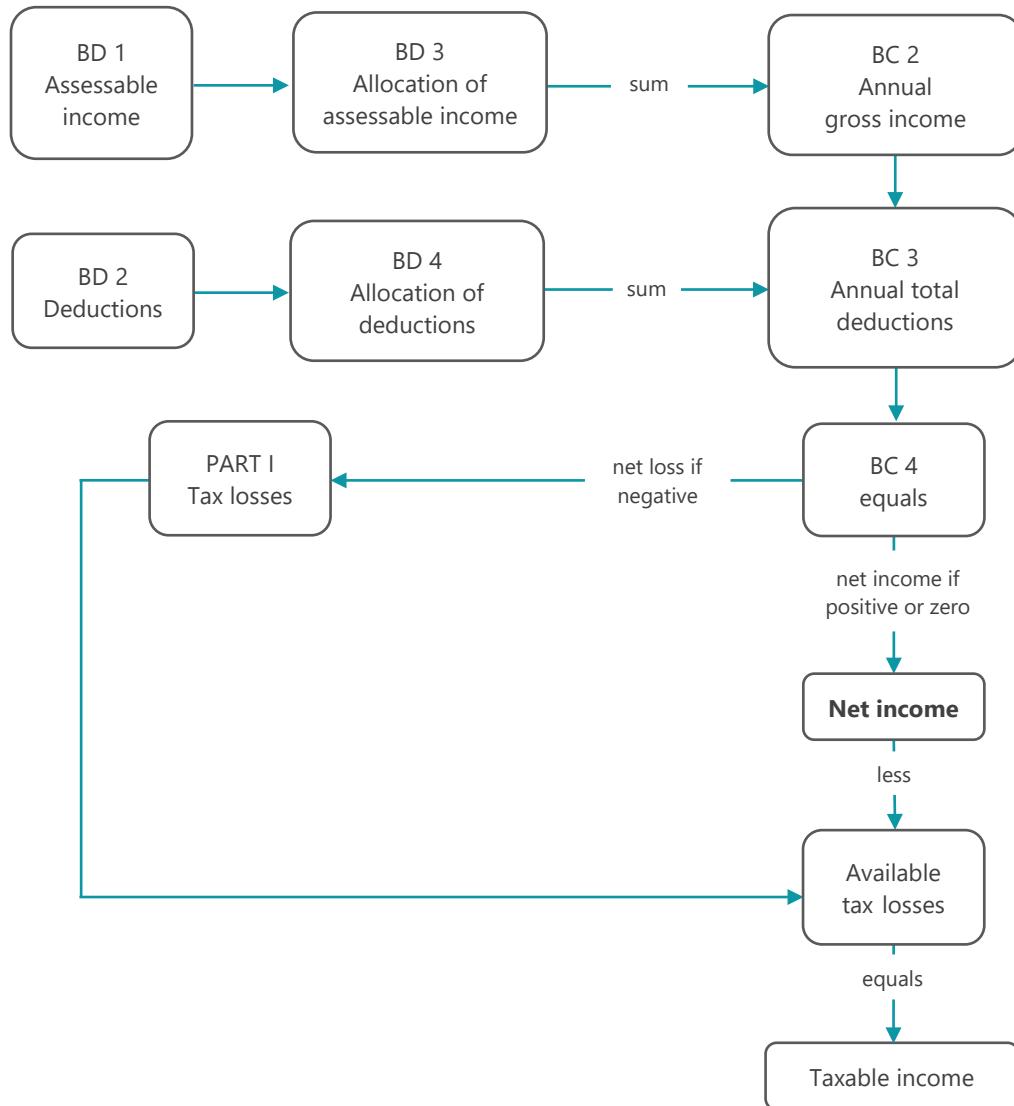 BD 1
Assessable
income
BD 3
Allocation of
assessable income
sum
BC 2
Annual
gross income
BD 2
Deductions
BD 4
Allocation of
deductions
sum
BC 3
Annual total
deductions
PART I
Tax losses
net loss if
negative
BC 4
equals
net income if
positive or zero
Net income
less
Available
tax losses
equals
Taxable income